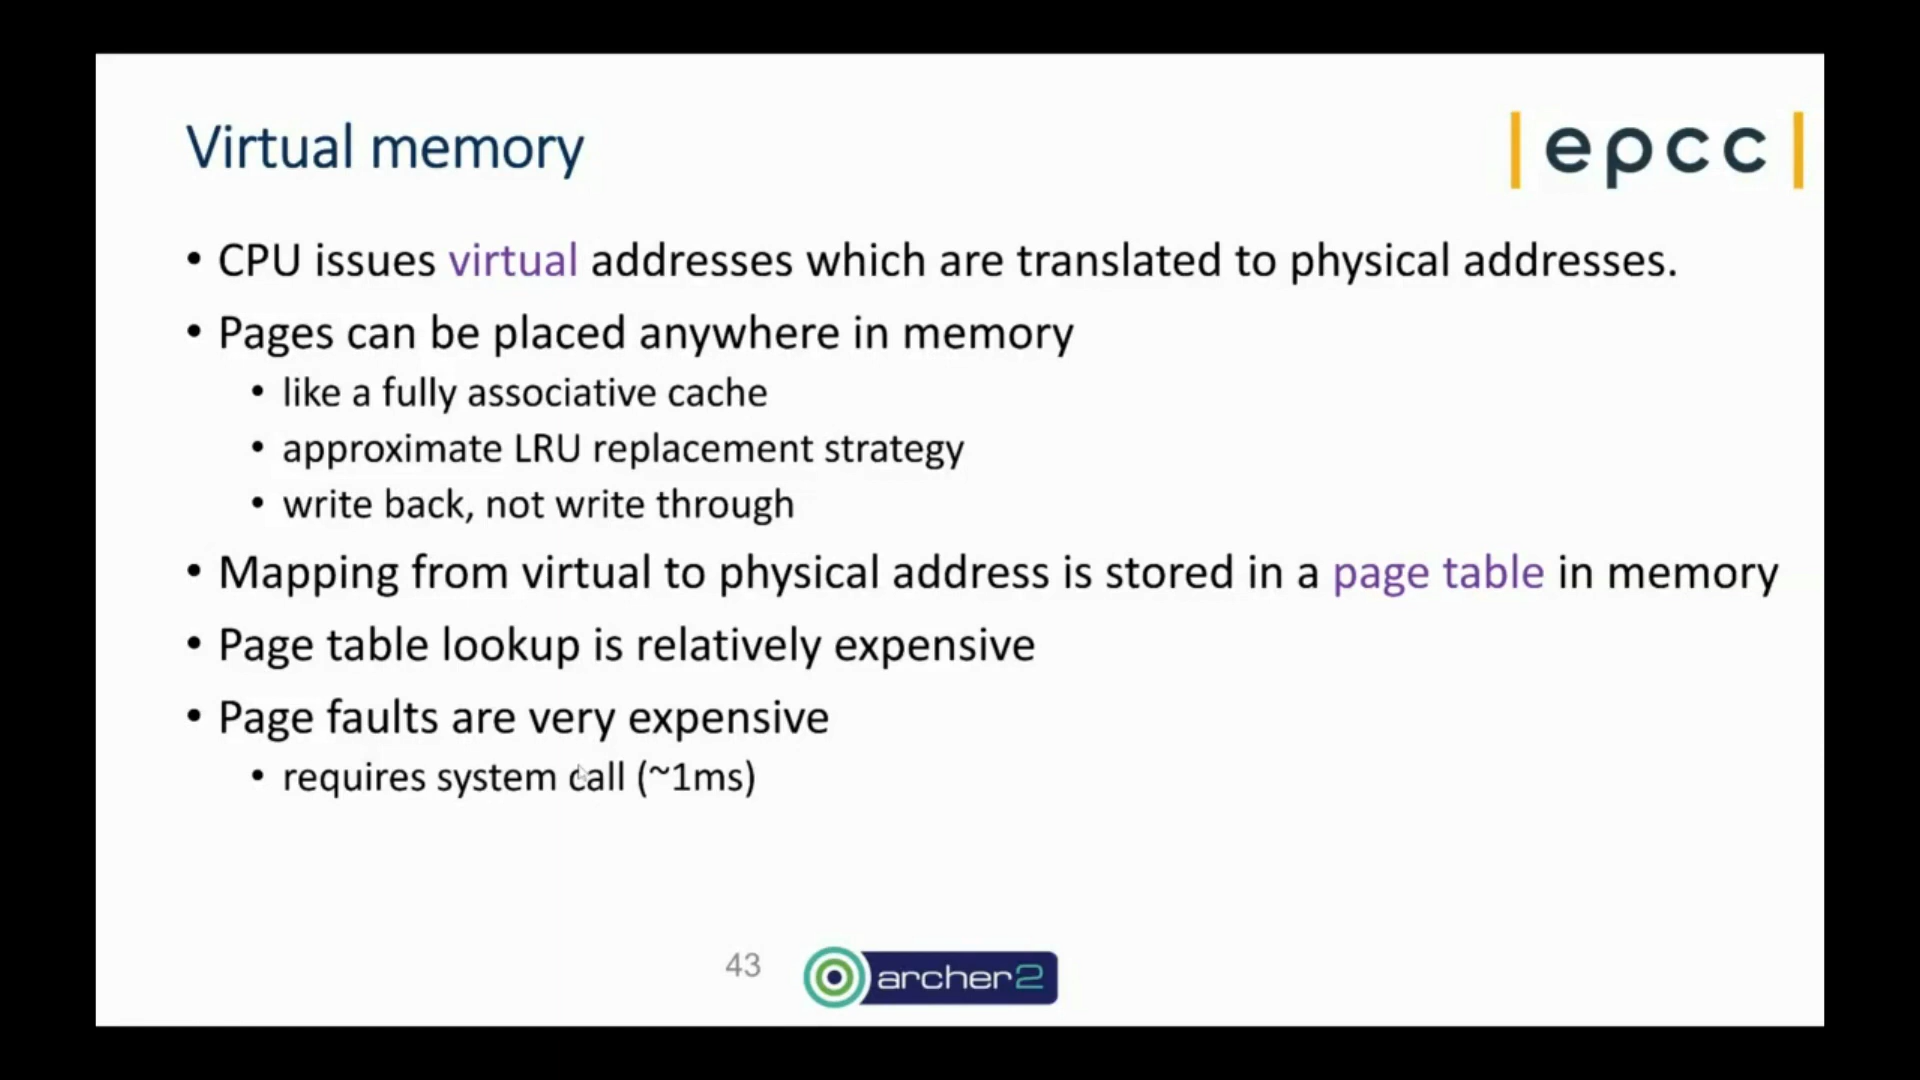 Virtual memory
|epcc|
• CPU issues virtual addresses which are translated to physical addresses.
• Pages can be placed anywhere in memory
• like a fully associative cache
• approximate LRU replacement strategy
• write back, not write through
• Mapping from virtual to physical address is stored in a page table in memory
• Page table lookup is relatively expensive
• Page faults are very expensive
• requires system call (~1ms)
43
archer2